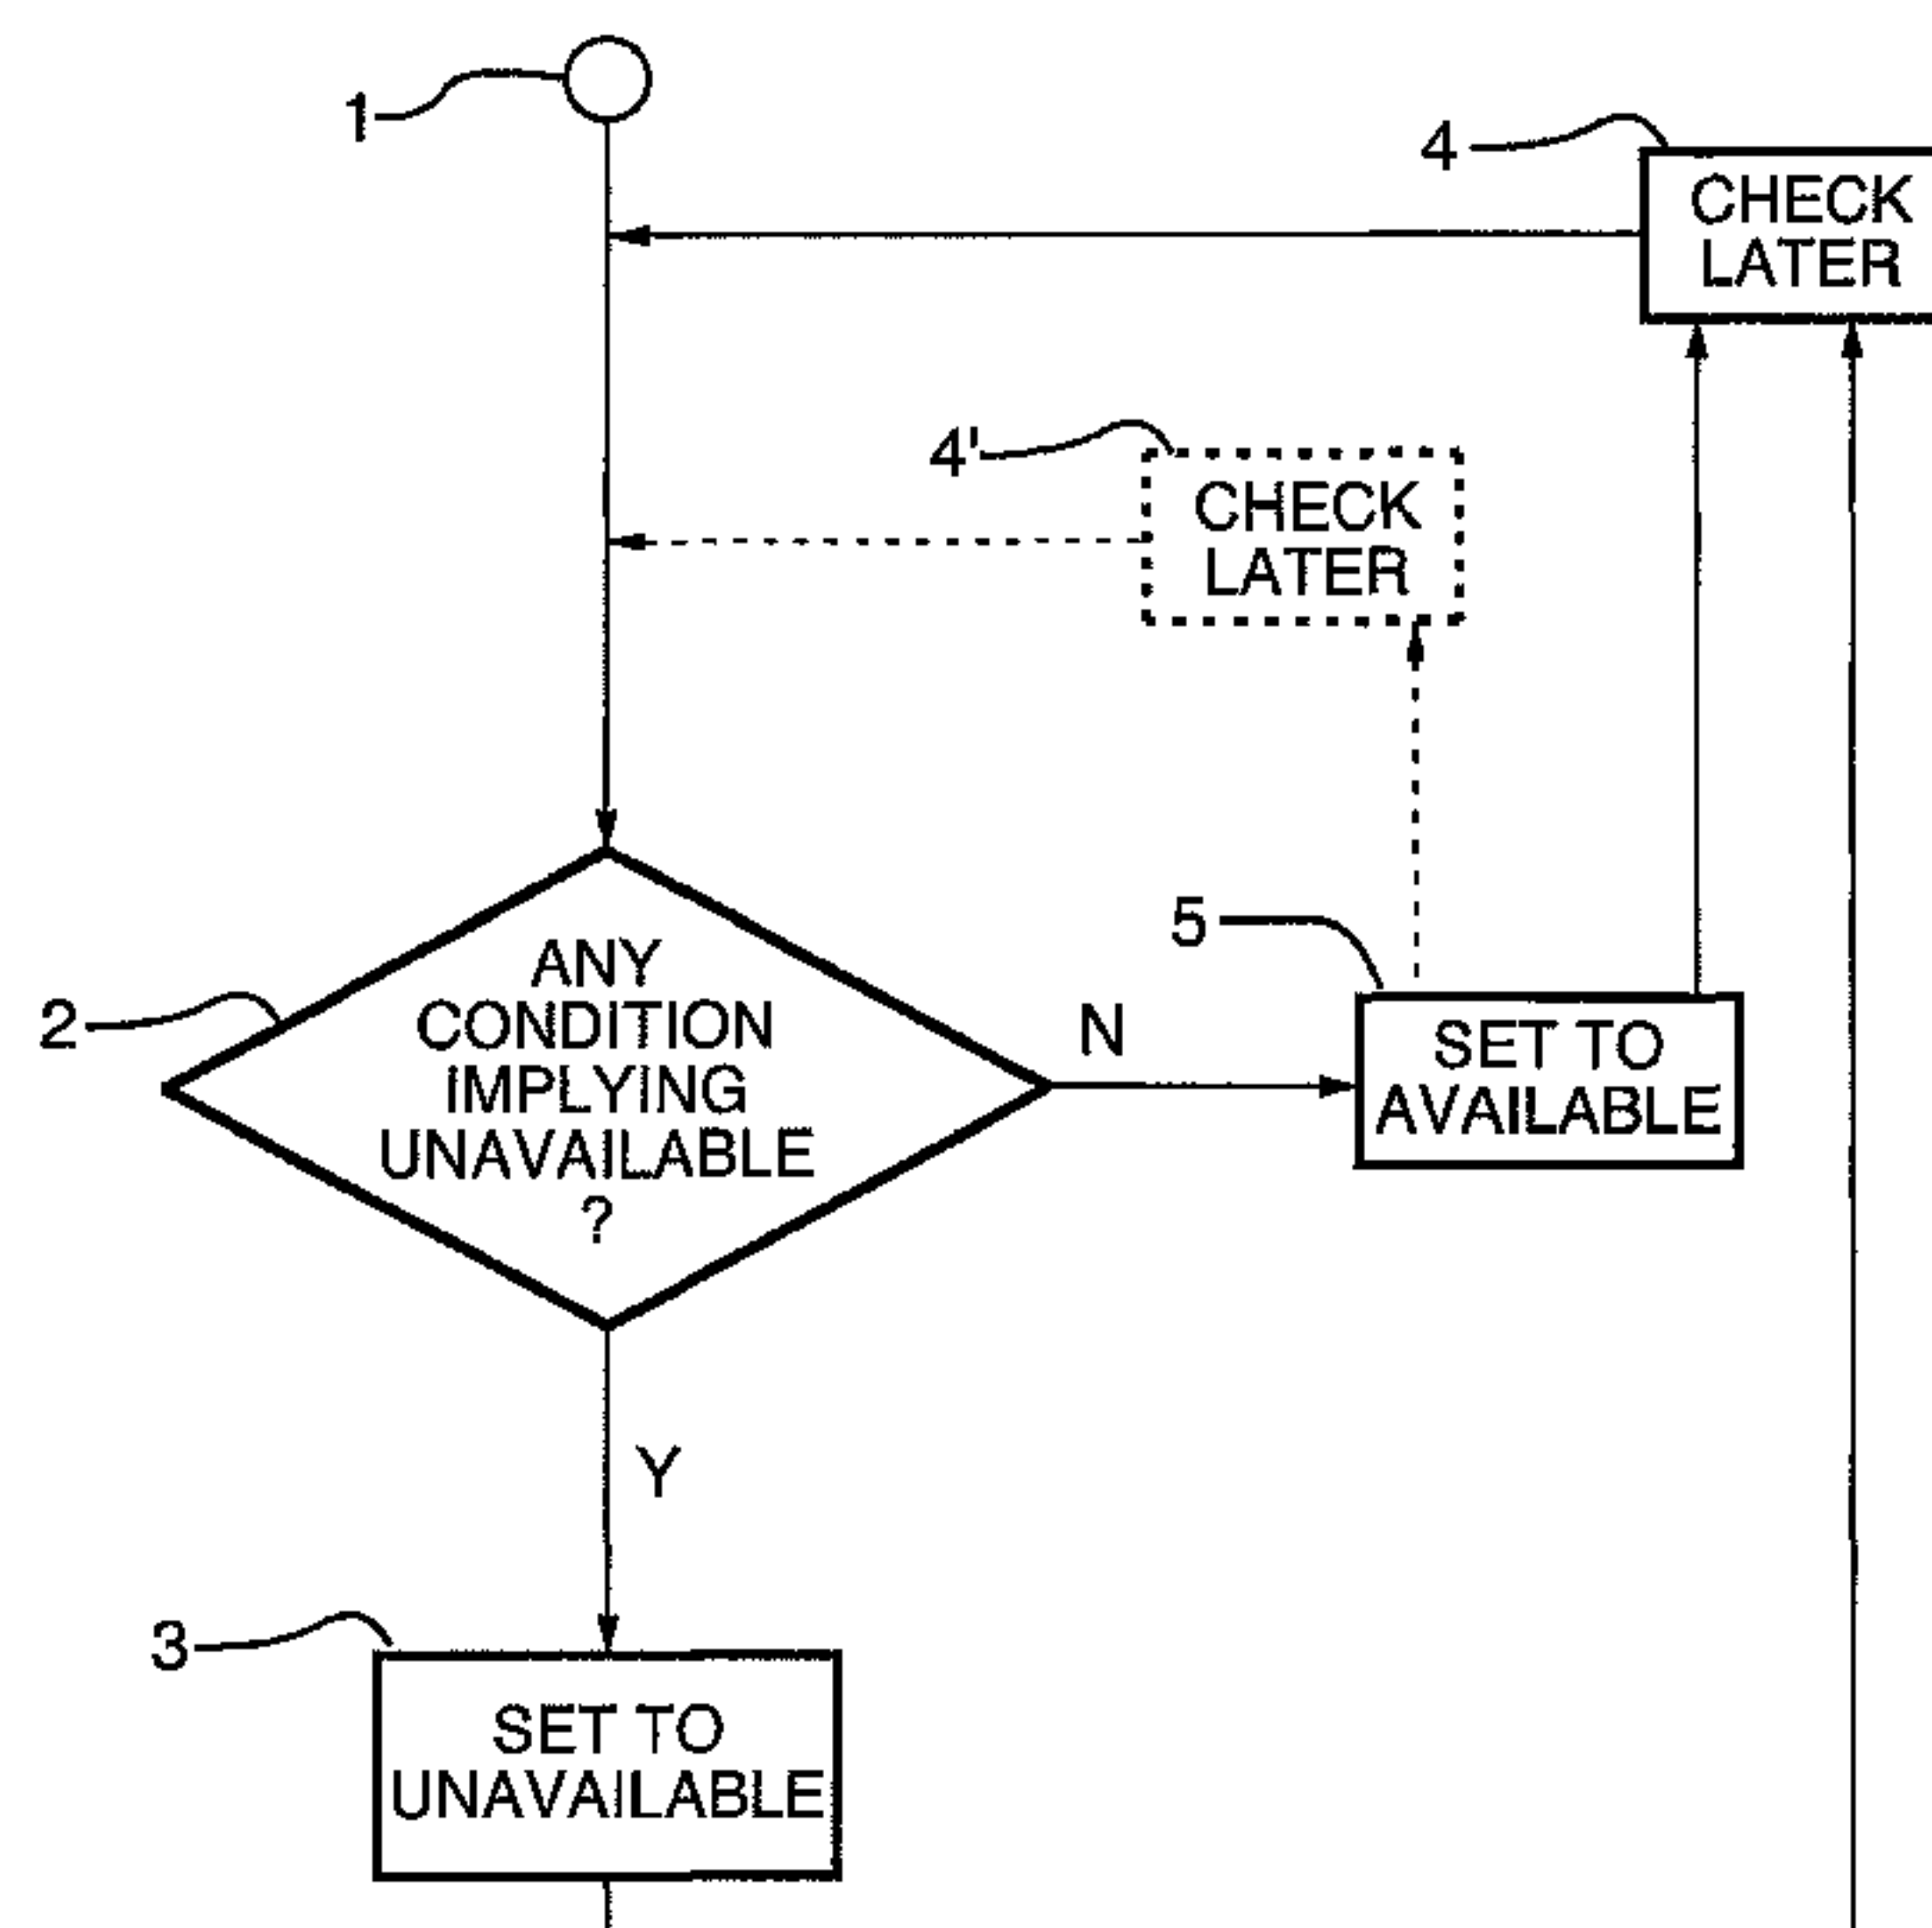 1
4
CHECK
LATER
4'
CHECK
LATER
5
2
ANY
CONDITION
IMPLYING
UNAVAILABLE
?
N
SET TO
AVAILABLE
Y
3
SET TO
UNAVAILABLE